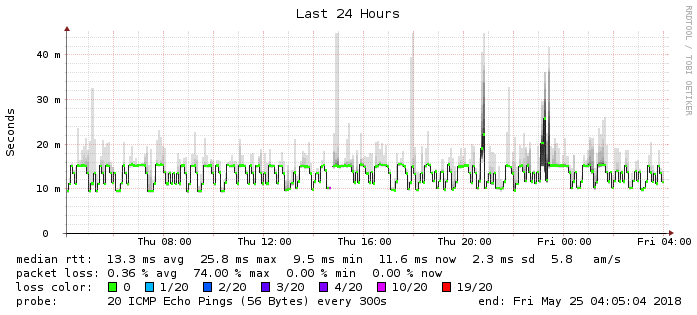 Last 24 Hours
RRDTOOL / TOBI OETIKER
Seconds
40 m
30 m
20 m
10 m
0
Thu 08:00 Thu 12:00 Thu 16:00 Thu 20:00 Fri 00:00 Fri 04:00
median rtt: 13.3 ms avg 25.8 ms max 9.5 ms min 11.6 ms now 2.3 ms sd 5.8 am/s
packet loss: 0.36 % avg 74.00 % max 0.00 % min 0.00 % now
loss color: 0 1/20 2/20 3/20 4/20 10/20 19/20
probe: 20 ICMP Echo Pings (56 Bytes) every 300s end: Fri May 25 04:05:04 2018